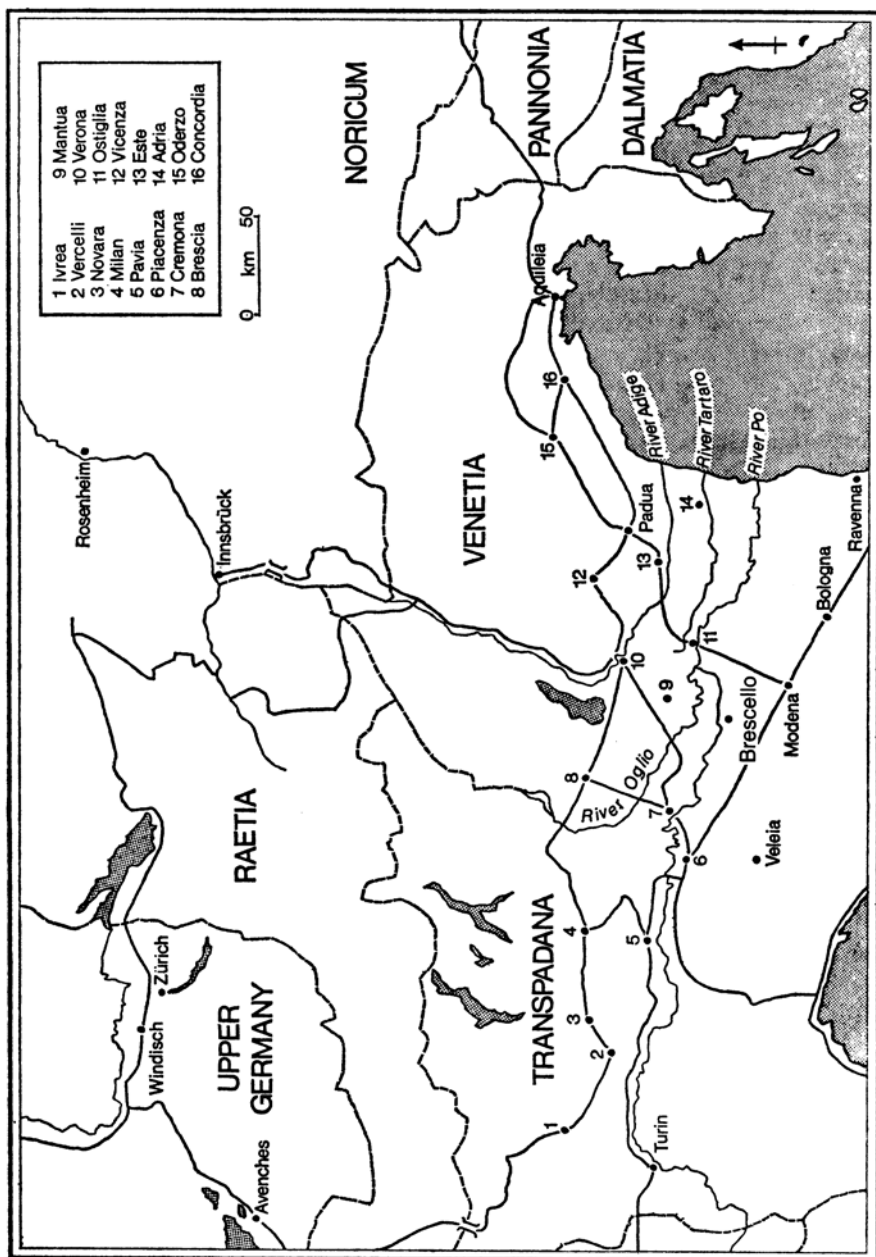 1 Ivrea
2 Vercelli
3 Novara
4 Milan
5 Pavia
6 Piacenza
7 Cremona
8 Brescia
9 Mantua
10 Verona
11 Ostiglia
12 Vicenza
13 Este
14 Adria
15 Oderzo
16 Concordia
0 km 50
NORICUM
PANNONIA
DALMATIA
Rosenheim
Innsbrück
RAETIA
Zürich
Windisch
UPPER
GERMANY
Avenches
VENETIA
Aquileia
16
15
River Adige
River Tartaro
River Po
Padua
12
13
14
10
11
9
8
River Oglio
7
6
TRANSPADANA
4
5
3
2
1
Turin
Brescello
Veleia
Modena
Bologna
Ravenna